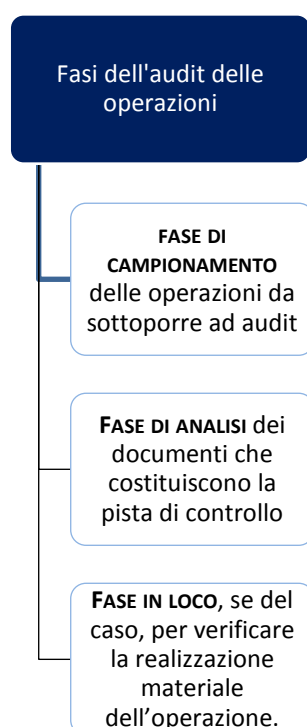 Fasi dell'audit delle
operazioni
FASE DI
CAMPIONAMENTO
delle operazioni da
sottoporre ad audit
FASE DI ANALISI dei
documenti che
costituiscono la
pista di controllo
FASE IN LOCO, se del
caso, per verificare
la realizzazione
materiale
dell’operazione.